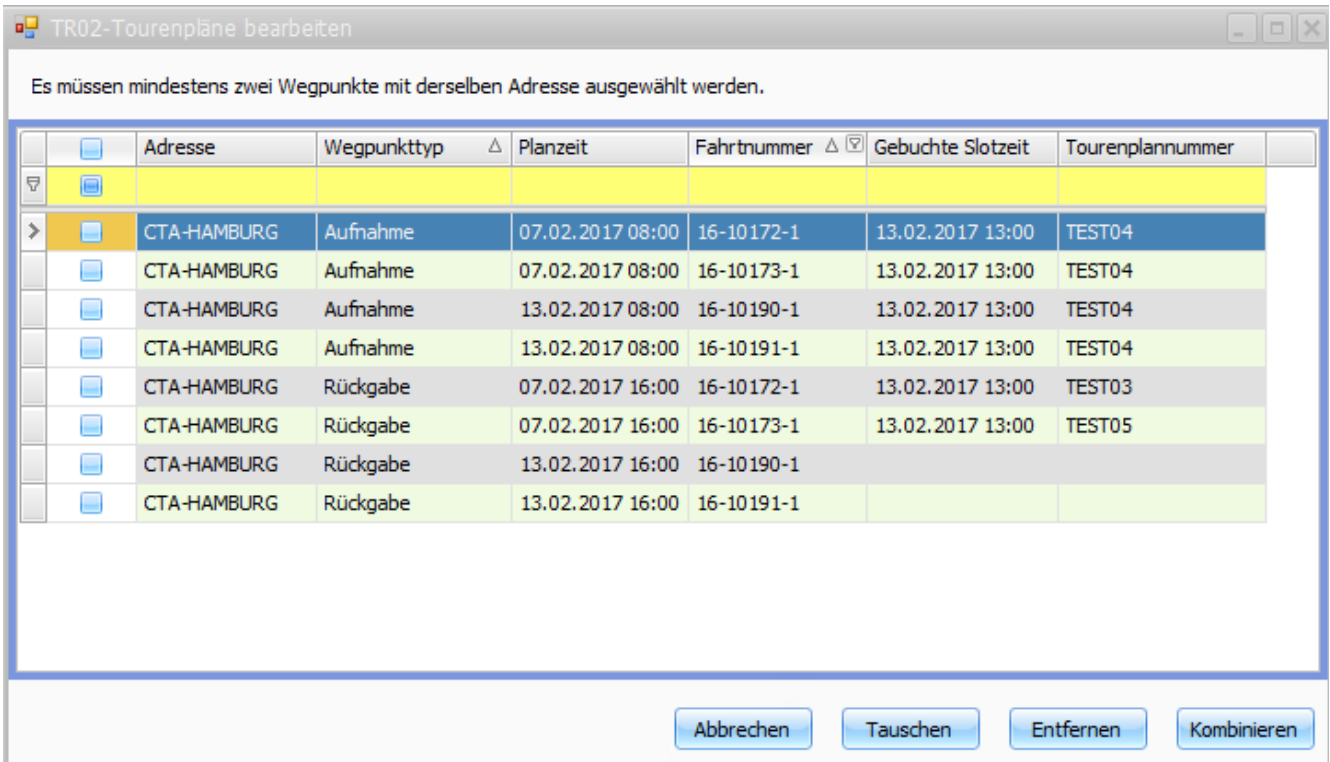 TR02-Tourenpläne bearbeiten
Es müssen mindestens zwei Wegpunkte mit derselben Adresse ausgewählt werden.
Adresse Wegpunkttyp Planzeit Fahrtnummer Gebuchte Slotzeit Tourenplannummer
CTA-HAMBURG Aufnahme 07.02.2017 08:00 16-10172-1 13.02.2017 13:00 TEST04
CTA-HAMBURG Aufnahme 07.02.2017 08:00 16-10173-1 13.02.2017 13:00 TEST04
CTA-HAMBURG Aufnahme 13.02.2017 08:00 16-10190-1 13.02.2017 13:00 TEST04
CTA-HAMBURG Aufnahme 13.02.2017 08:00 16-10191-1 13.02.2017 13:00 TEST04
CTA-HAMBURG Rückgabe 07.02.2017 16:00 16-10172-1 13.02.2017 13:00 TEST03
CTA-HAMBURG Rückgabe 07.02.2017 16:00 16-10173-1 13.02.2017 13:00 TEST05
CTA-HAMBURG Rückgabe 13.02.2017 16:00 16-10190-1
CTA-HAMBURG Rückgabe 13.02.2017 16:00 16-10191-1
Abbrechen Tauschen Entfernen Kombinieren